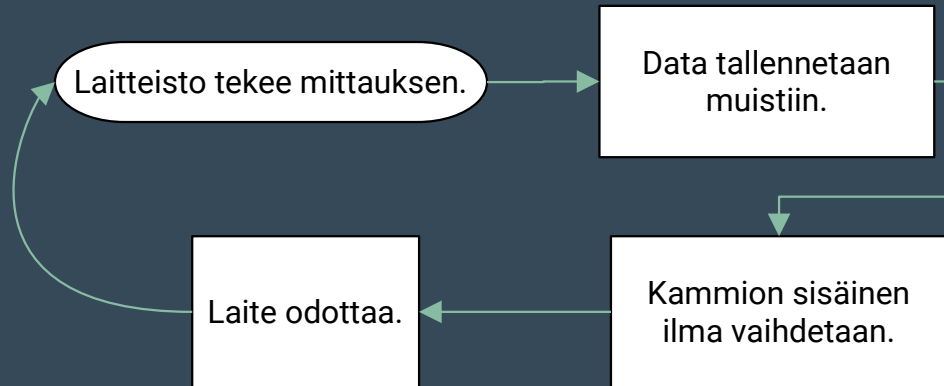 Laitteisto tekee mittauksen.
Data tallennetaan
muistiin.
Kammion sisäinen
ilma vaihdetaan.
Laite odottaa.